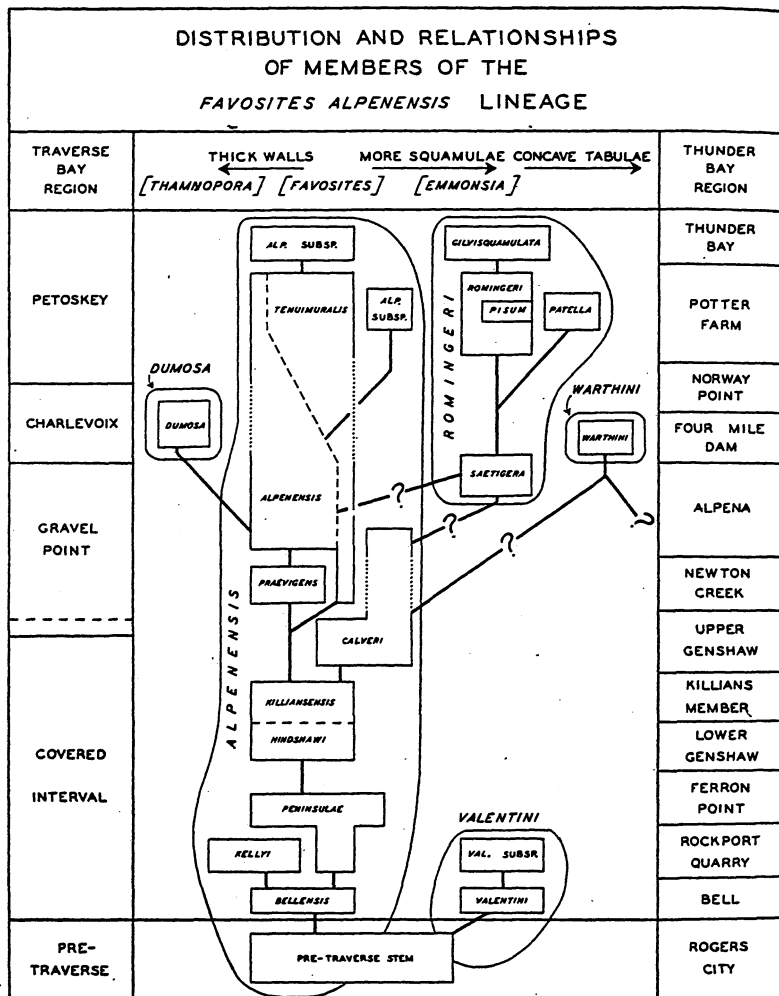 DISTRIBUTION AND RELATIONSHIPS
OF MEMBERS OF THE
FAVOSITES ALPENENSIS LINEAGE
TRAVERSE
BAY
REGION
THICK WALLS
MORE SQUAMULAE
CONCAVE TABULAE
[THAMNOPORA]
[FAVOSITES]
[EMMONSIA]
THUNDER
BAY
REGION
PETOSKEY
CHARLEVOIX
GRAVEL
POINT
COVERED
INTERVAL
PRE-
TRAVERSE
ALP. SUBSP.
TENUIMURALIS
ALP.
SUBSP.
GILVISQUAMULATA
ROMINGERI
PISUM
PATELLA
ROMINGERI
DUMOSA
DUMOSA
WARTHINI
WARTHINI
ALPENENSIS
SAETIGERA
?
?
?
?
PRAEVIGENS
CALVERI
ALPENENSIS
KILLIANSENSIS
HINDSHAWI
PENINSULAE
KELLYI
BELLENSIS
VALENTINI
VAL. SUBSP.
VALENTINI
PRE-TRAVERSE STEM
THUNDER
BAY
POTTER
FARM
NORWAY
POINT
FOUR MILE
DAM
ALPENA
NEWTON
CREEK
UPPER
GENSHAW
KILLIANS
MEMBER
LOWER
GENSHAW
FERRON
POINT
ROCKPORT
QUARRY
BELL
ROGERS
CITY